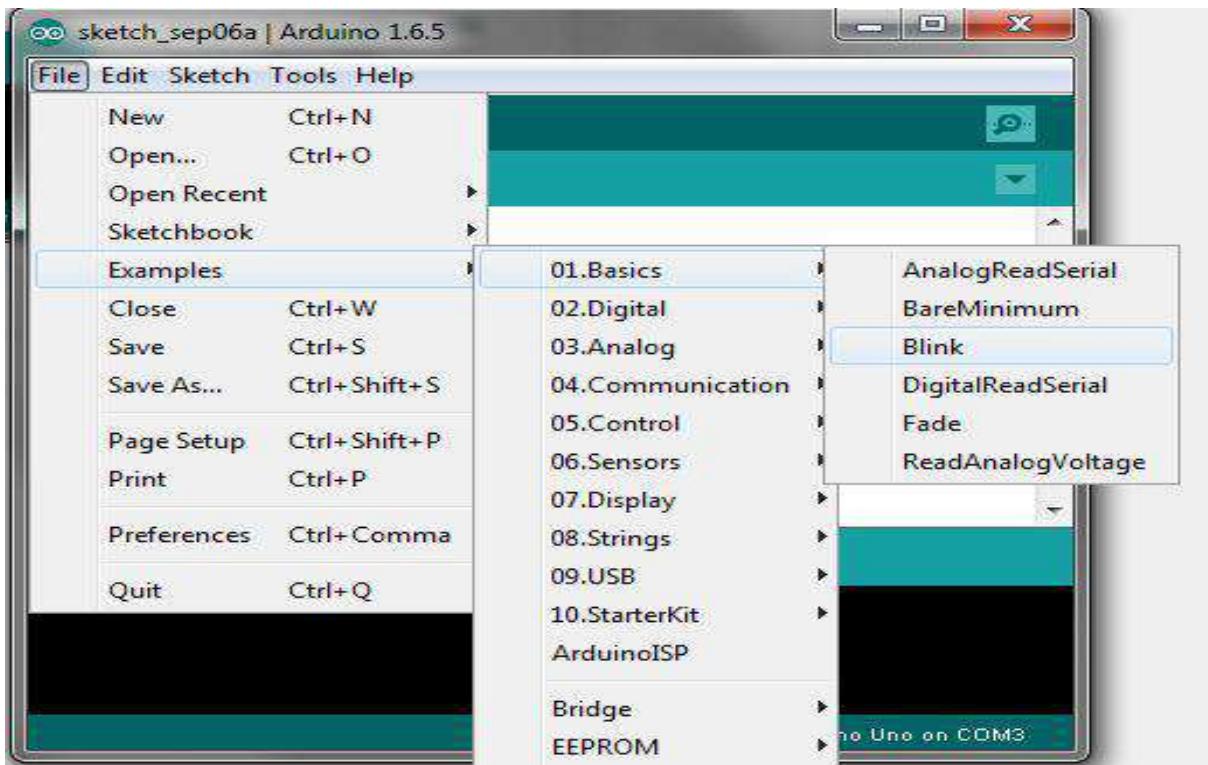 sketch_sep06a | Arduino 1.6.5
File Edit Sketch Tools Help
New Ctrl+N
Open... Ctrl+O
Open Recent
Sketchbook
Examples
Close Ctrl+W
Save Ctrl+S
Save As... Ctrl+Shift+S
Page Setup Ctrl+Shift+P
Print Ctrl+P
Preferences Ctrl+Comma
Quit Ctrl+Q
01.Basics
02.Digital
03.Analog
04.Communication
05.Control
06.Sensors
07.Display
08.Strings
09.USB
10.StarterKit
ArduinoISP
Bridge
EEPROM
AnalogReadSerial
BareMinimum
Blink
DigitalReadSerial
Fade
ReadAnalogVoltage
no Uno on COM3